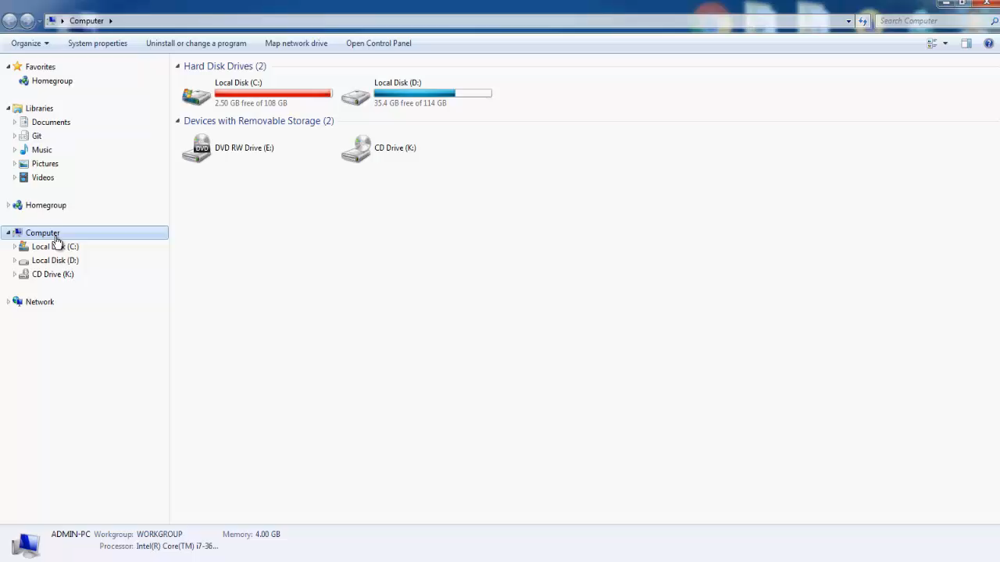 Computer
Search Computer
Organize
System properties
Uninstall or change a program
Map network drive
Open Control Panel
Favorites
Homegroup
Libraries
Documents
Git
Music
Pictures
Videos
Homegroup
Computer
Local Disk (C:)
Local Disk (D:)
CD Drive (K:)
Network
Hard Disk Drives (2)
Local Disk (C:)
2.50 GB free of 108 GB
Local Disk (D:)
35.4 GB free of 114 GB
Devices with Removable Storage (2)
DVD
DVD RW Drive (E:)
CD Drive (K:)
ADMIN-PC Workgroup: WORKGROUP Memory: 4.00 GB
Processor: Intel(R) Core(TM) i7-36...